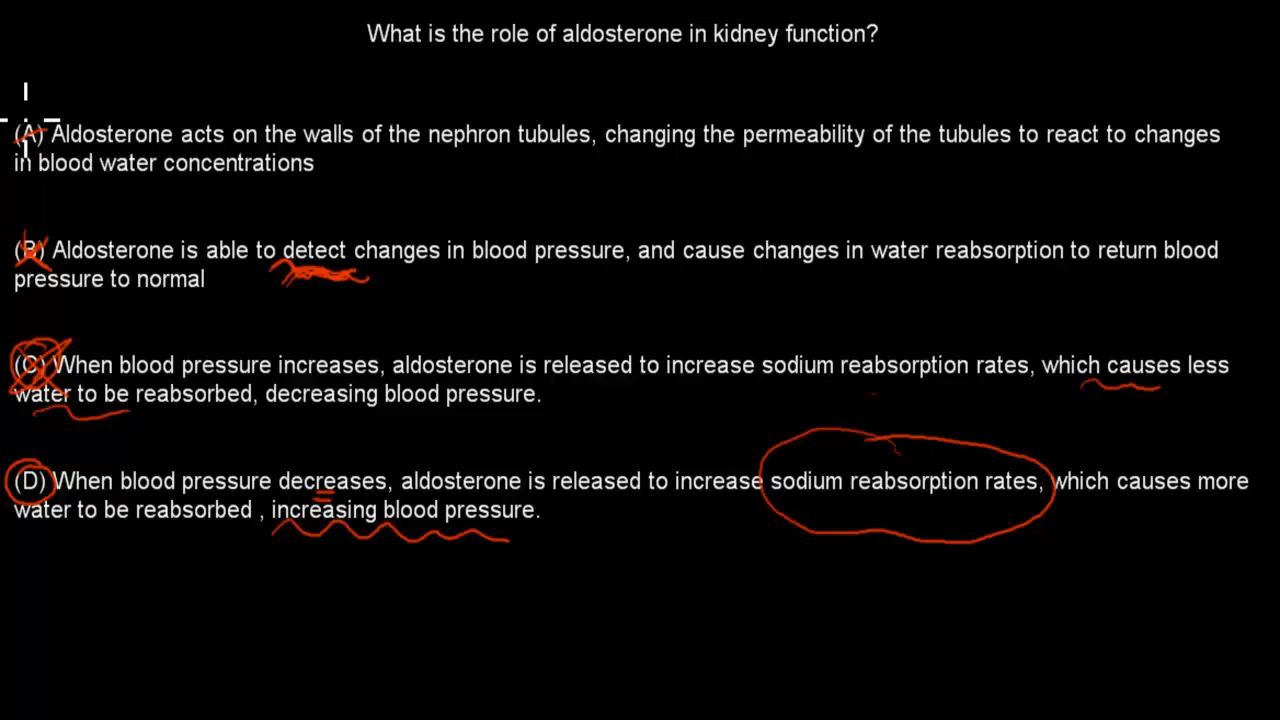 What is the role of aldosterone in kidney function?
(A) Aldosterone acts on the walls of the nephron tubules, changing the permeability of the tubules to react to changes
in blood water concentrations
(B) Aldosterone is able to detect changes in blood pressure, and cause changes in water reabsorption to return blood
pressure to normal
(C) When blood pressure increases, aldosterone is released to increase sodium reabsorption rates, which causes less
water to be reabsorbed, decreasing blood pressure.
(D) When blood pressure decreases, aldosterone is released to increase sodium reabsorption rates, which causes more
water to be reabsorbed , increasing blood pressure.